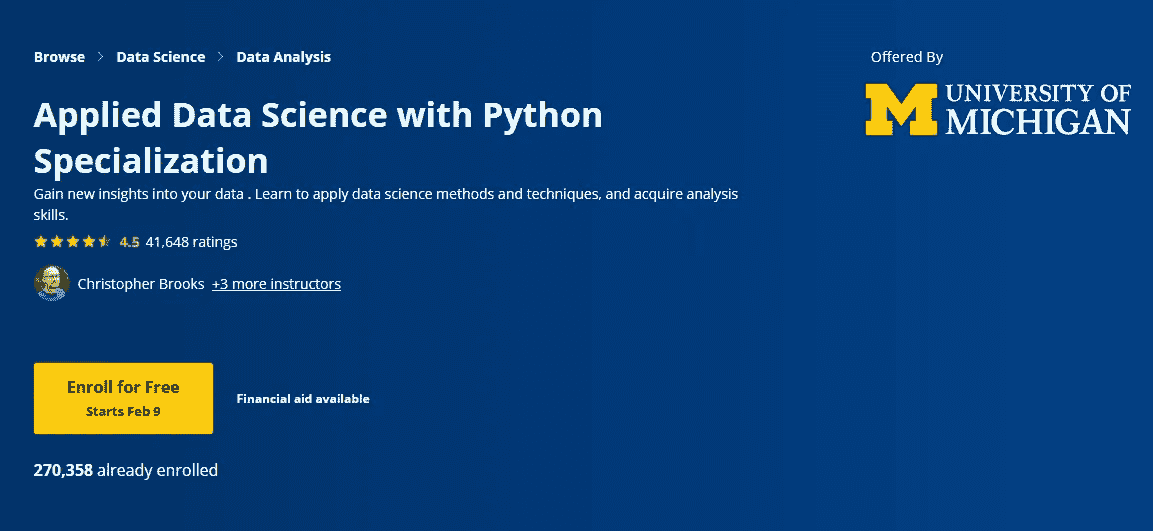 Browse > Data Science > Data Analysis
Offered By
UNIVERSITY OF
MICHIGAN
Applied Data Science with Python
Specialization
Gain new insights into your data . Learn to apply data science methods and techniques, and acquire analysis
skills.
4.5 41,648 ratings
Christopher Brooks +3 more instructors
Enroll for Free
Starts Feb 9
Financial aid available
270,358 already enrolled